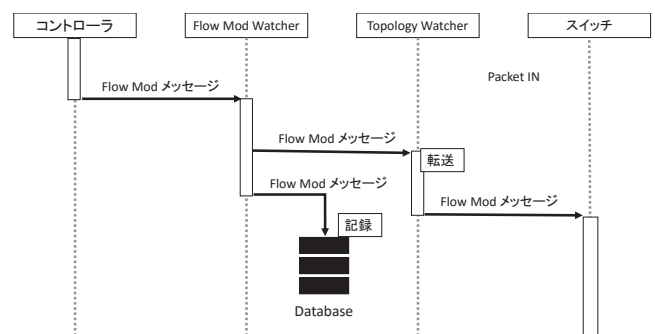 コントローラ
Flow Mod Watcher
Topology Watcher
スイッチ
Packet IN
Flow Mod メッセージ
Flow Mod メッセージ
転送
Flow Mod メッセージ
Flow Mod メッセージ
記録
Database